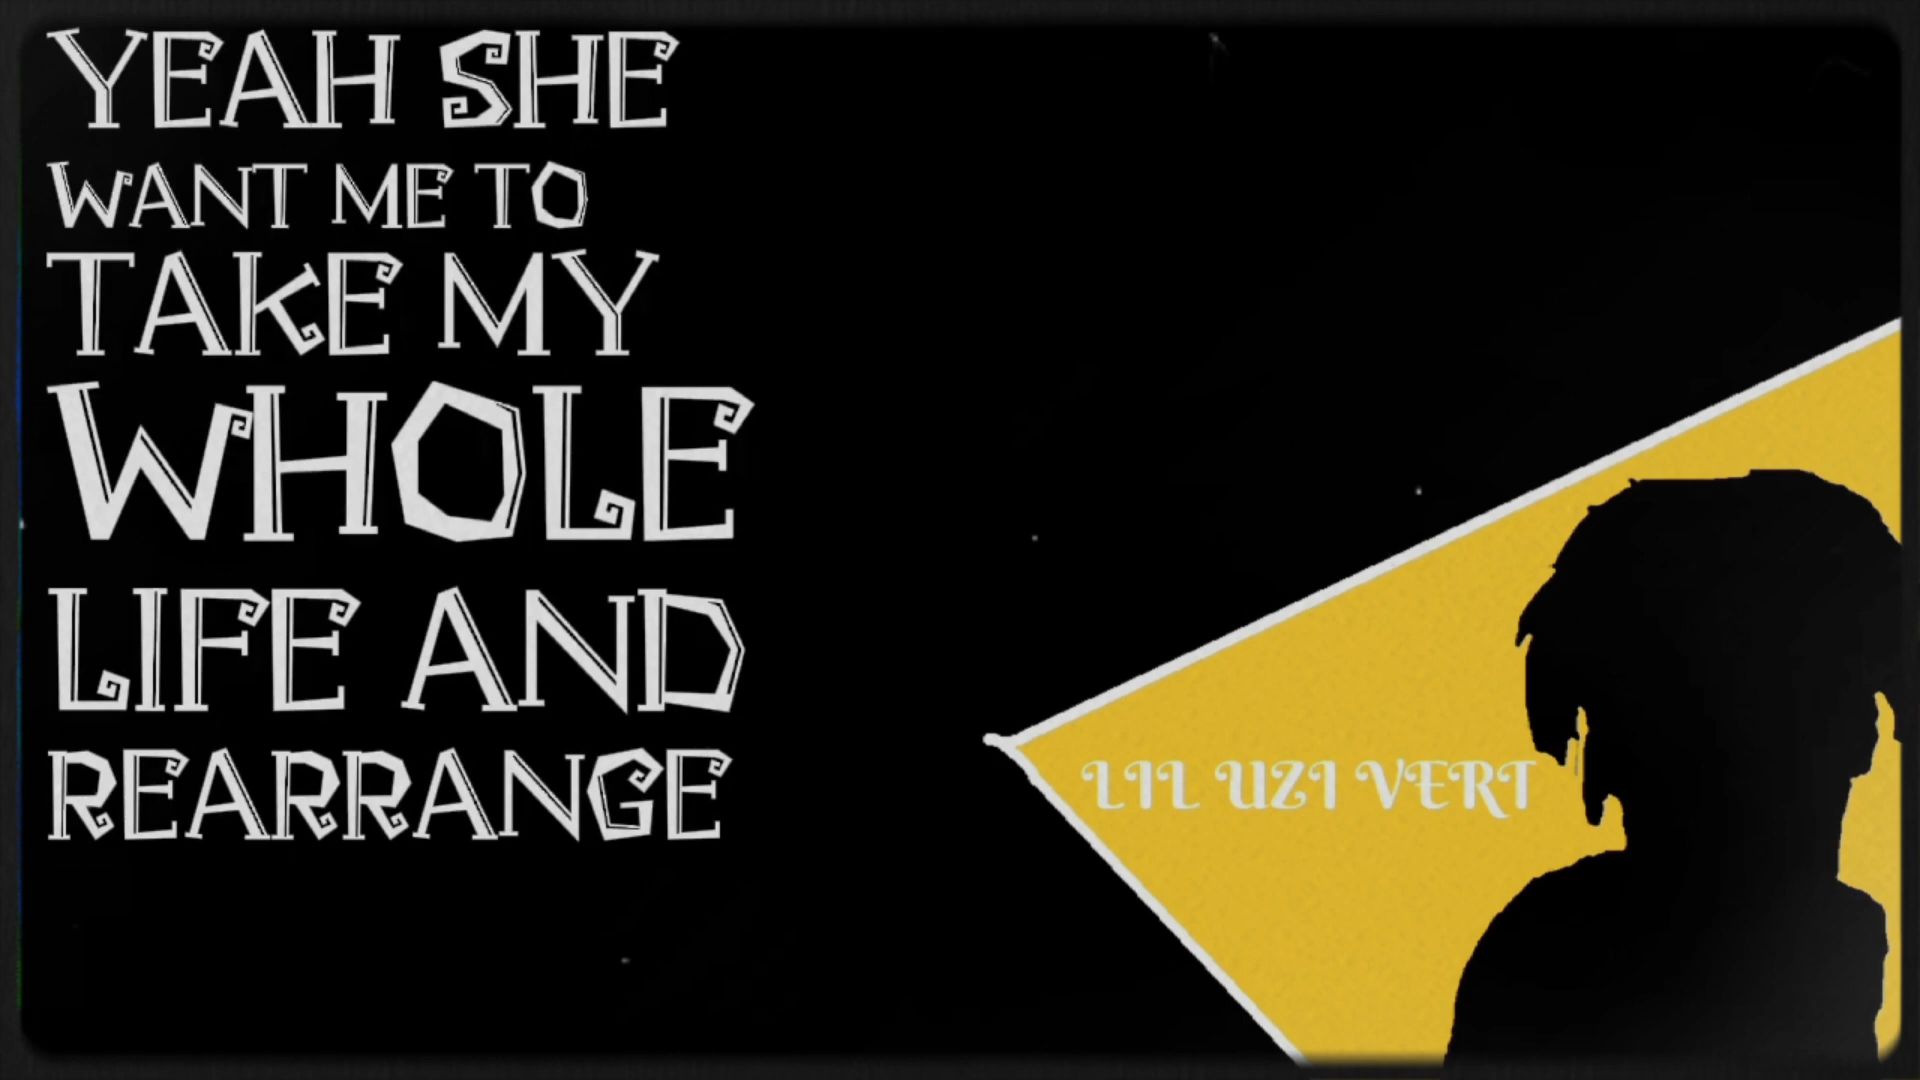 YEAH SHE
WANT ME TO
TAKE MY
WHOLE
LIFE AND
REARRANGE
LIL UZI VERT